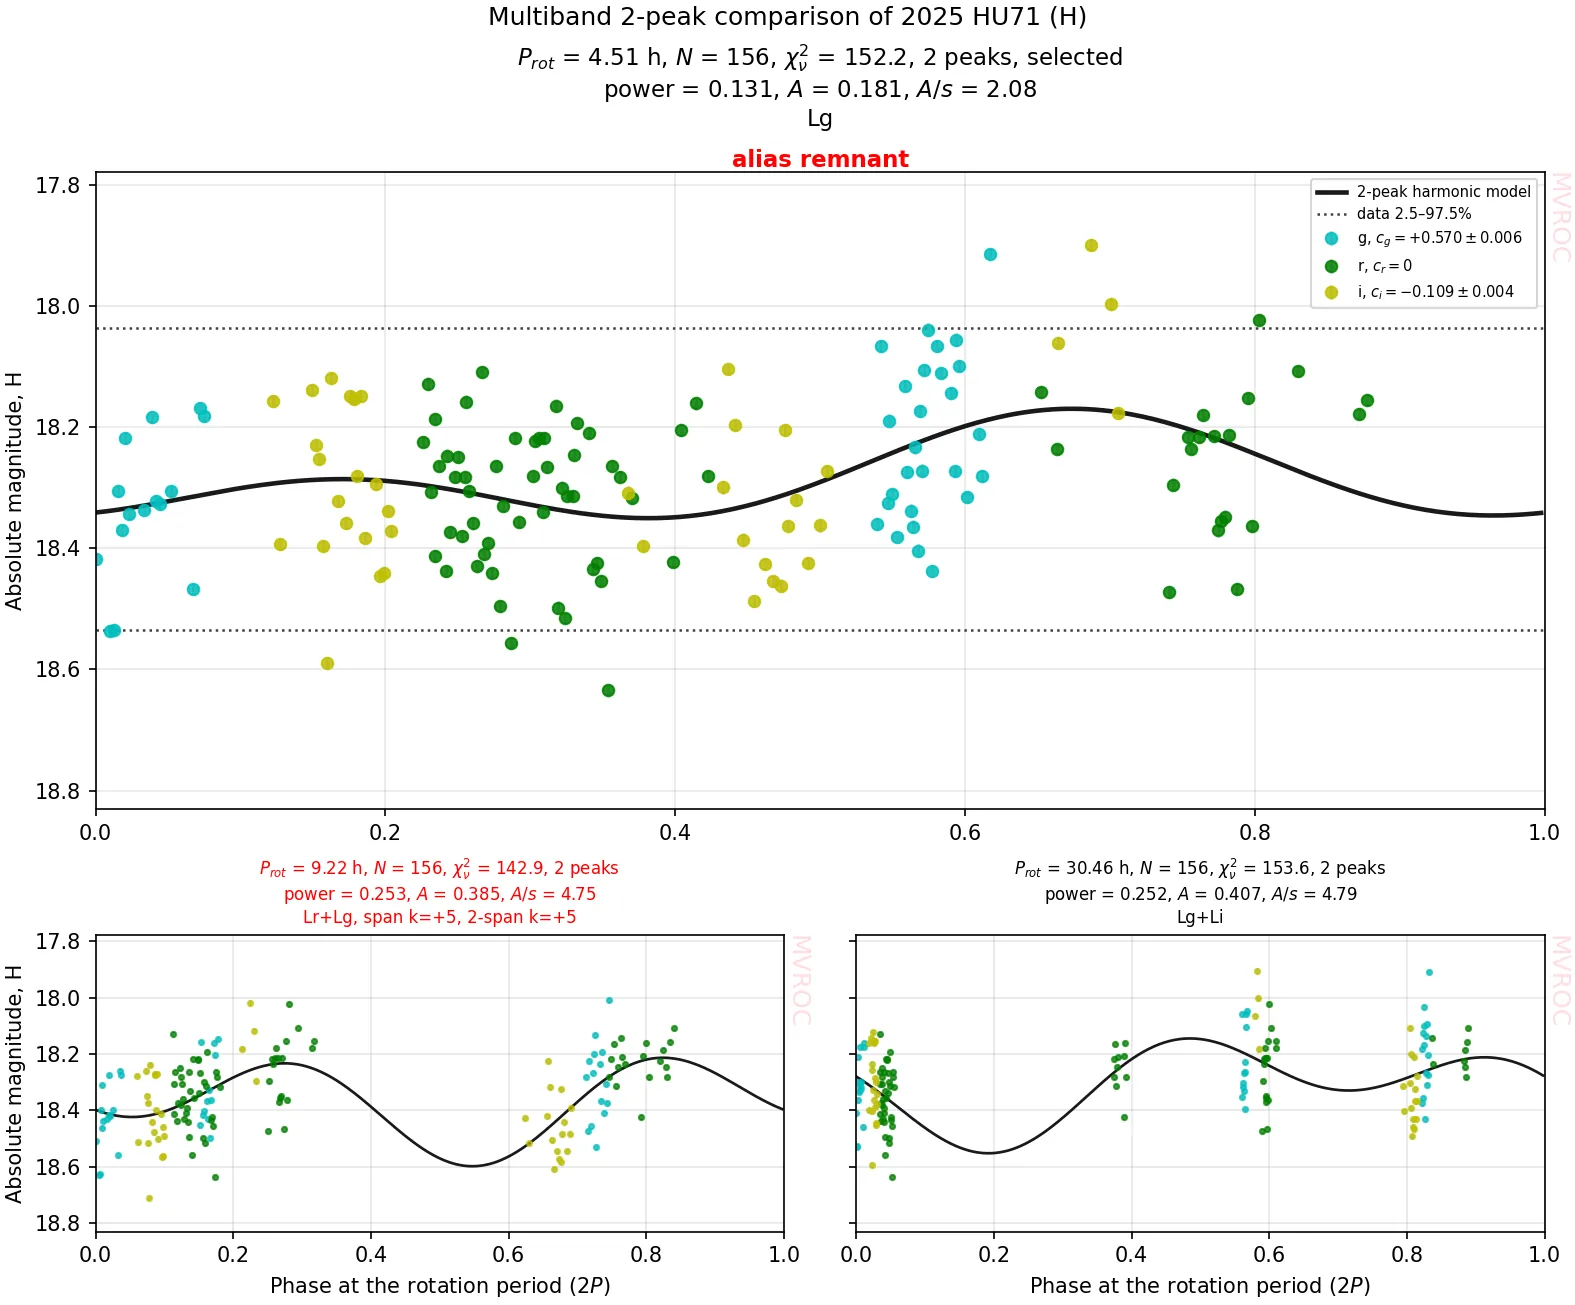 Multiband 2-peak comparison of 2025 HU71 (H)
P_rot = 4.51 h, N = 156, χ²_ν = 152.2, 2 peaks, selected
power = 0.131, A = 0.181, A/s = 2.08
Lg
alias remnant
2-peak harmonic model
data 2.5–97.5%
g, c_g = +0.570 ± 0.006
r, c_r = 0
i, c_i = −0.109 ± 0.004
MVROC
Absolute magnitude, H
17.8
18.0
18.2
18.4
18.6
18.8
0.0 0.2 0.4 0.6 0.8 1.0
P_rot = 9.22 h, N = 156, χ²_ν = 142.9, 2 peaks
power = 0.253, A = 0.385, A/s = 4.75
Lr+Lg, span k=+5, 2-span k=+5
MVROC
Absolute magnitude, H
17.8
18.0
18.2
18.4
18.6
18.8
0.0 0.2 0.4 0.6 0.8 1.0
Phase at the rotation period (2P)
P_rot = 30.46 h, N = 156, χ²_ν = 153.6, 2 peaks
power = 0.252, A = 0.407, A/s = 4.79
Lg+Li
MVROC
0.0 0.2 0.4 0.6 0.8 1.0
Phase at the rotation period (2P)